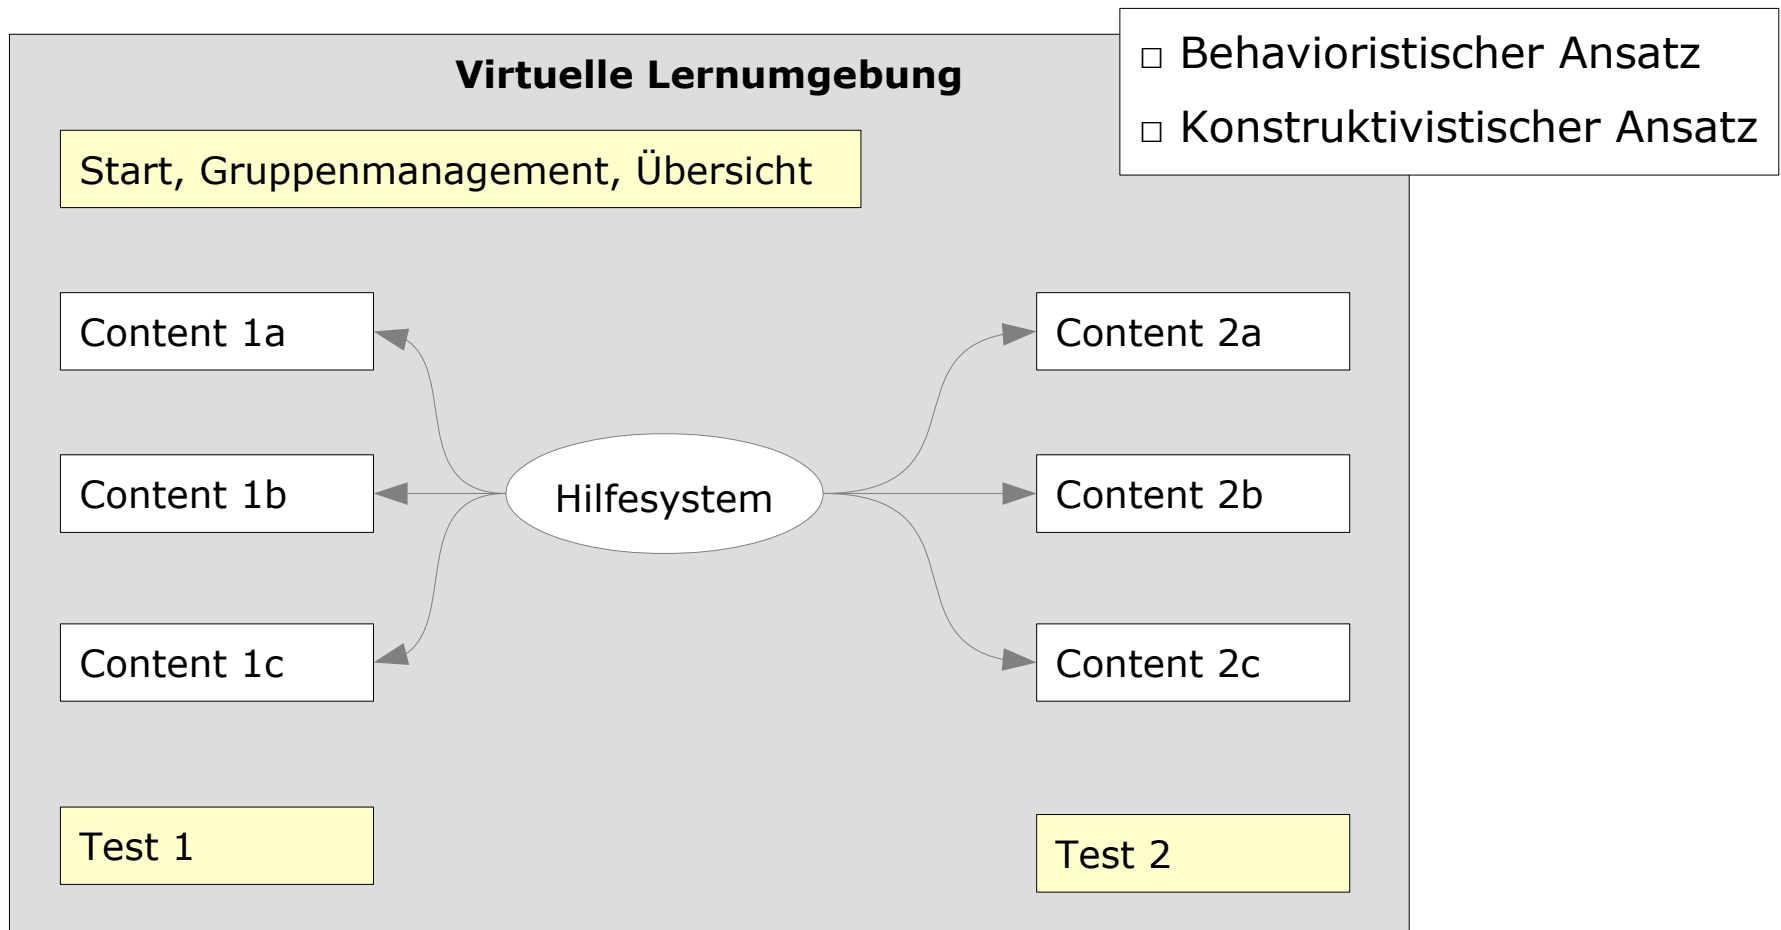 Virtuelle Lernumgebung
□ Behavioristischer Ansatz
□ Konstruktivistischer Ansatz
Start, Gruppenmanagement, Übersicht
Content 1a
Content 2a
Content 1b
Hilfesystem
Content 2b
Content 1c
Content 2c
Test 1
Test 2